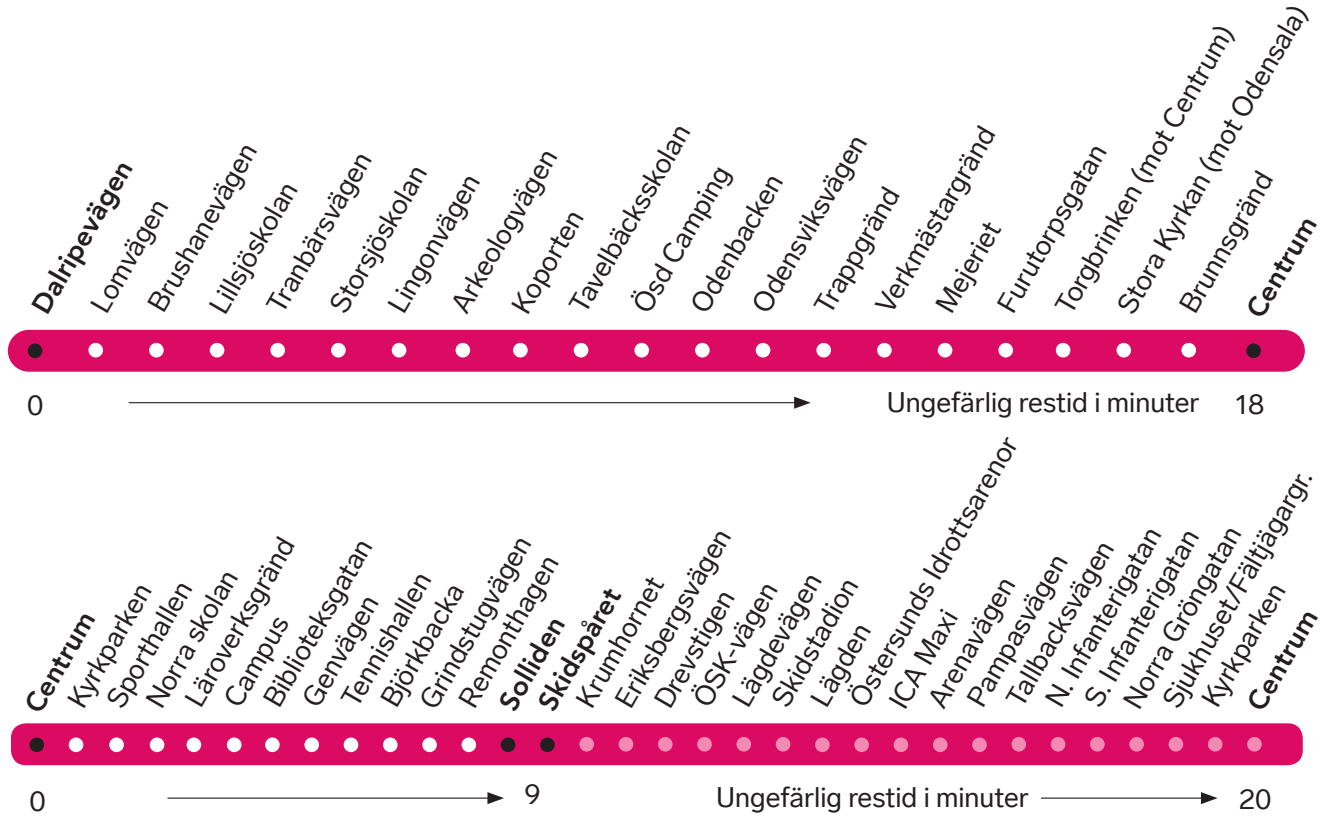 Dalripevägen
Lomvägen
Brushanevägen
Lillsjöskolan
Tranbärsvägen
Storsjöskolan
Lingonvägen
Arkeologvägen
Koporten
Tavelbäcksskolan
Ösd Camping
Odenbacken
Odensviksvägen
Trappgränd
Verkmästargränd
Mejeriet
Furutorpsgatan
Torgbrinken (mot Centrum)
Stora Kyrkan (mot Odensala)
Brunnsgränd
Centrum
0 Ungefärlig restid i minuter 18
Centrum
Kyrkparken
Sporthallen
Norra skolan
Läroverksgränd
Campus
Biblioteksgatan
Genvägen
Tennishallen
Björkbacka
Grindstugvägen
Remonthagen
Solliden
Skidspåret
Krumhornet
Eriksbergsvägen
Drevstigen
ÖSK-vägen
Lägdevägen
Skidstadion
Lägden
Östersunds Idrottsarenor
ICA Maxi
Arenavägen
Pampasvägen
Tallbacksvägen
N. Infanterigatan
S. Infanterigatan
Norra Gröngatan
Sjukhuset/Fältjägargr.
Kyrkparken
Centrum
0 9 Ungefärlig restid i minuter 20